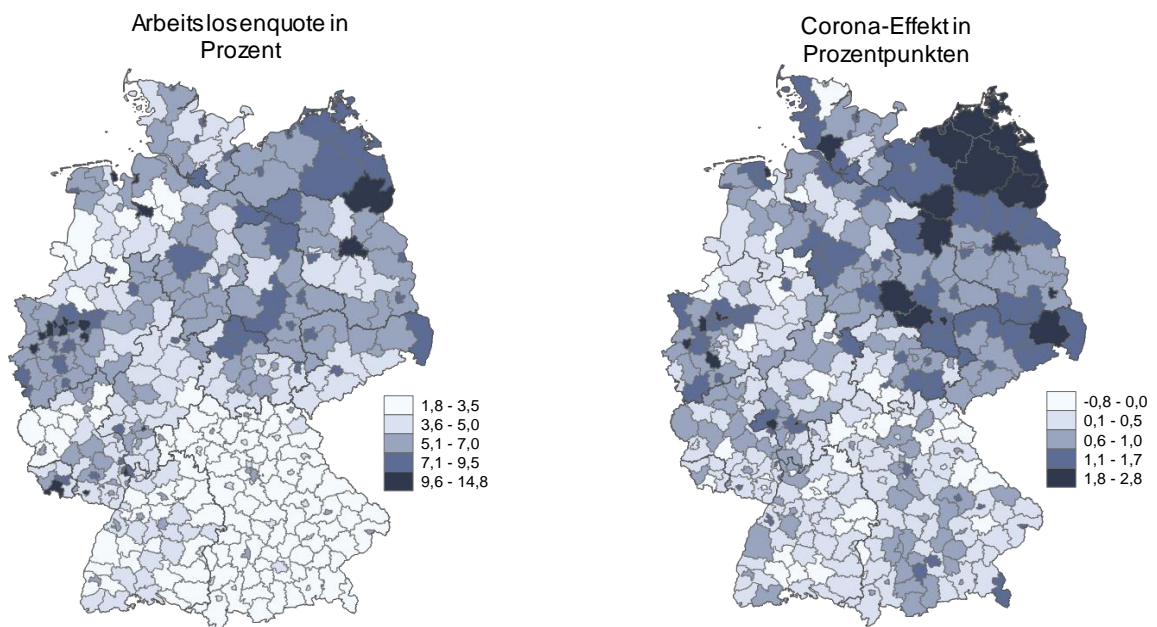 Arbeitslosenquote in
Prozent
Corona-Effekt in
Prozentpunkten
1,8 - 3,5
3,6 - 5,0
5,1 - 7,0
7,1 - 9,5
9,6 - 14,8
-0,8 - 0,0
0,1 - 0,5
0,6 - 1,0
1,1 - 1,7
1,8 - 2,8